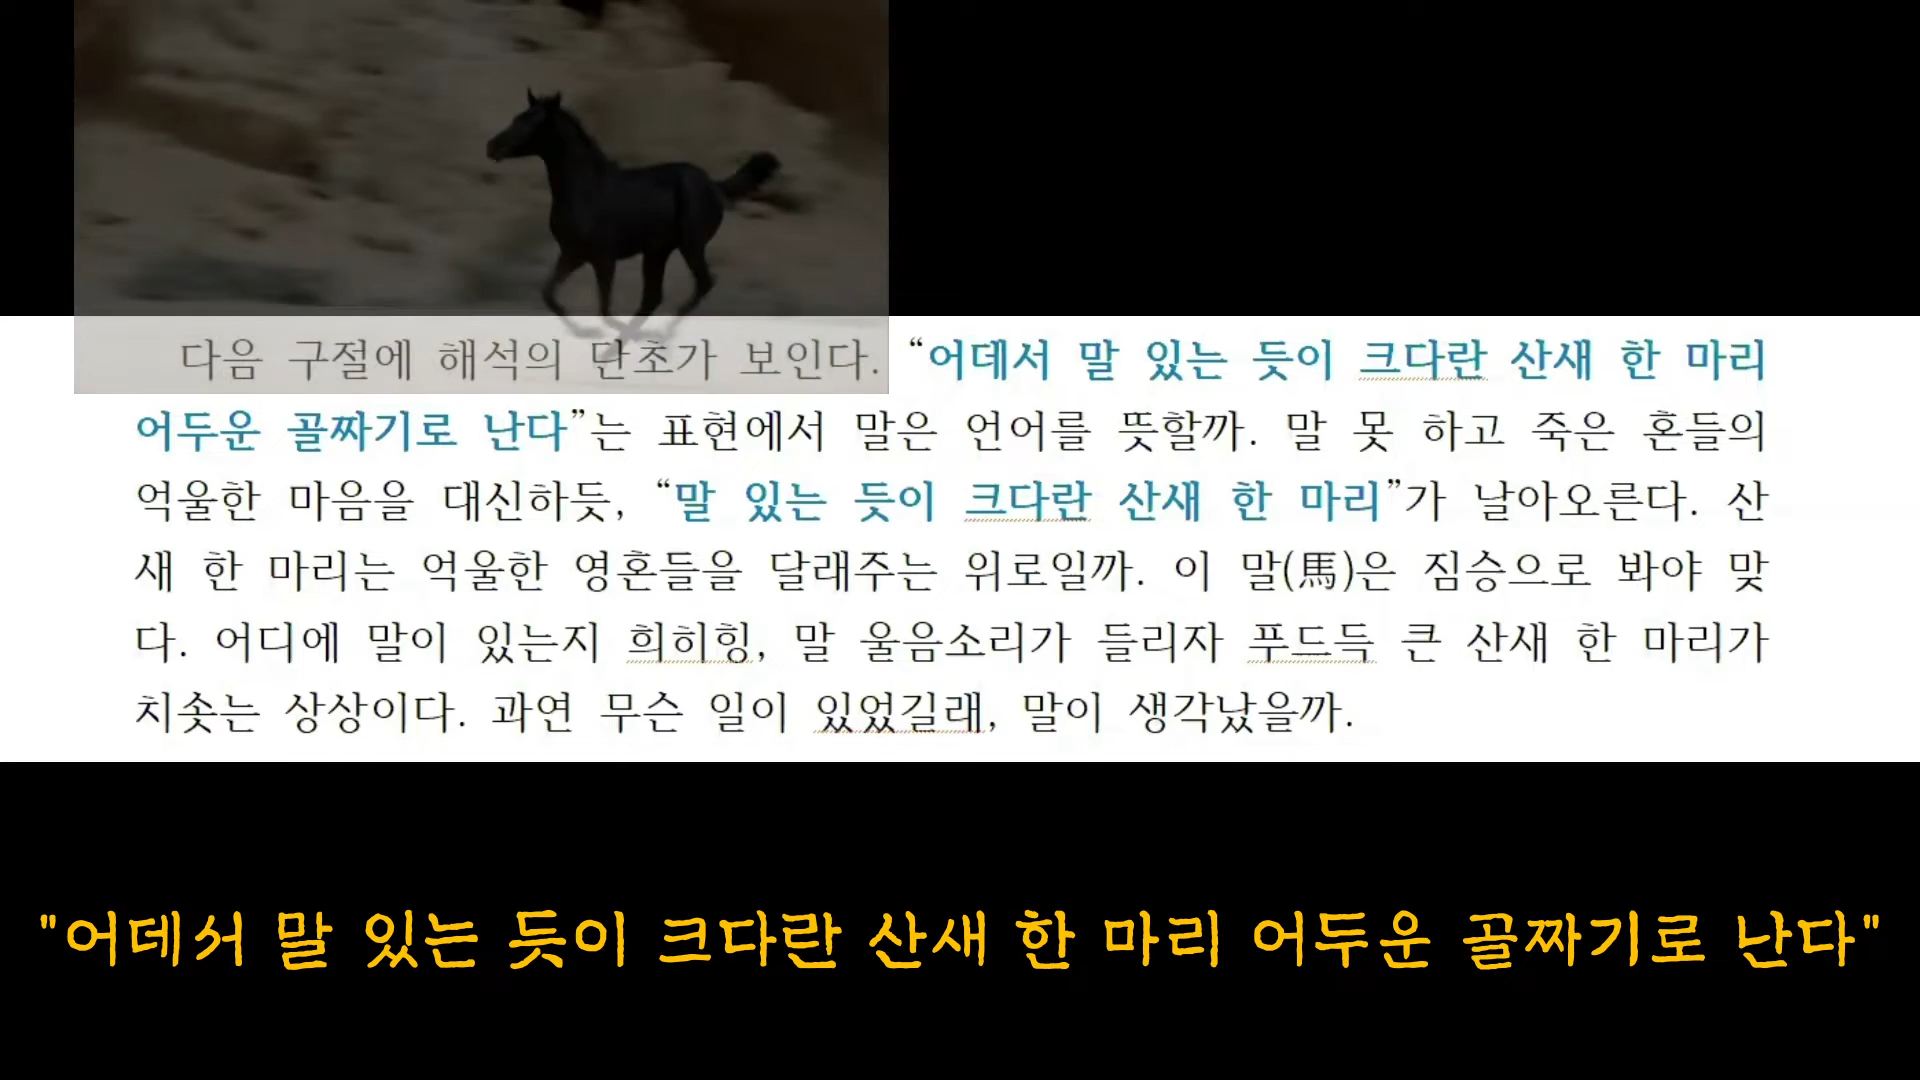 다음 구절에 해석의 단초가 보인다. “어데서 말 있는 듯이 크다란 산새 한 마리
어두운 골짜기로 난다”는 표현에서 말은 언어를 뜻할까. 말 못 하고 죽은 혼들의
억울한 마음을 대신하듯, “말 있는 듯이 크다란 산새 한 마리”가 날아오른다. 산
새 한 마리는 억울한 영혼들을 달래주는 위로일까. 이 말(馬)은 짐승으로 봐야 맞
다. 어디에 말이 있는지 희히힝, 말 울음소리가 들리자 푸드득 큰 산새 한 마리가
치솟는 상상이다. 과연 무슨 일이 있었길래, 말이 생각났을까.
"어데서 말 있는 듯이 크다란 산새 한 마리 어두운 골짜기로 난다"